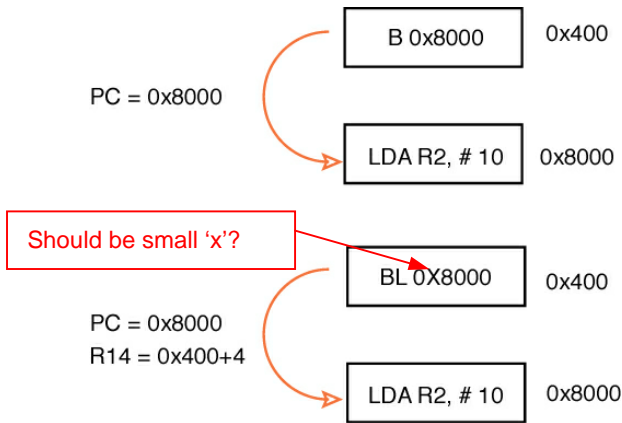 B 0x8000
0x400
PC = 0x8000
LDA R2, # 10
0x8000
Should be small ‘x’?
BL 0X8000
0x400
PC = 0x8000
R14 = 0x400+4
LDA R2, # 10
0x8000